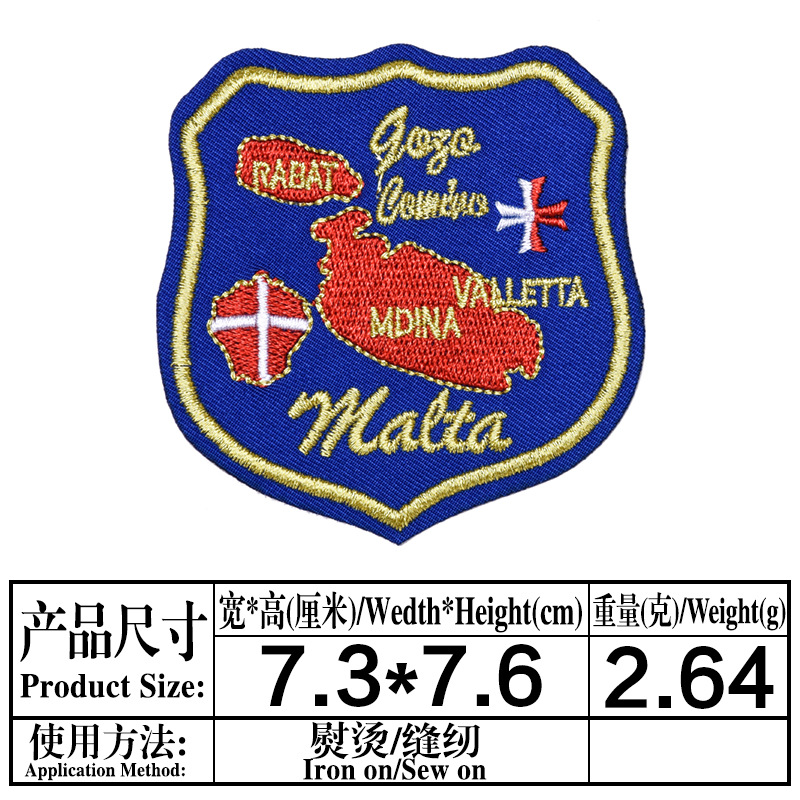 Gozo
RABAT
Comino
VALLETTA
MDINA
Malta
产品尺寸
Product Size:
宽*高(厘米)/Wedth*Height(cm)
7.3*7.6
重量(克)/Weight(g)
2.64
使用方法:
Application Method:
熨烫/缝纫
Iron on/Sew on